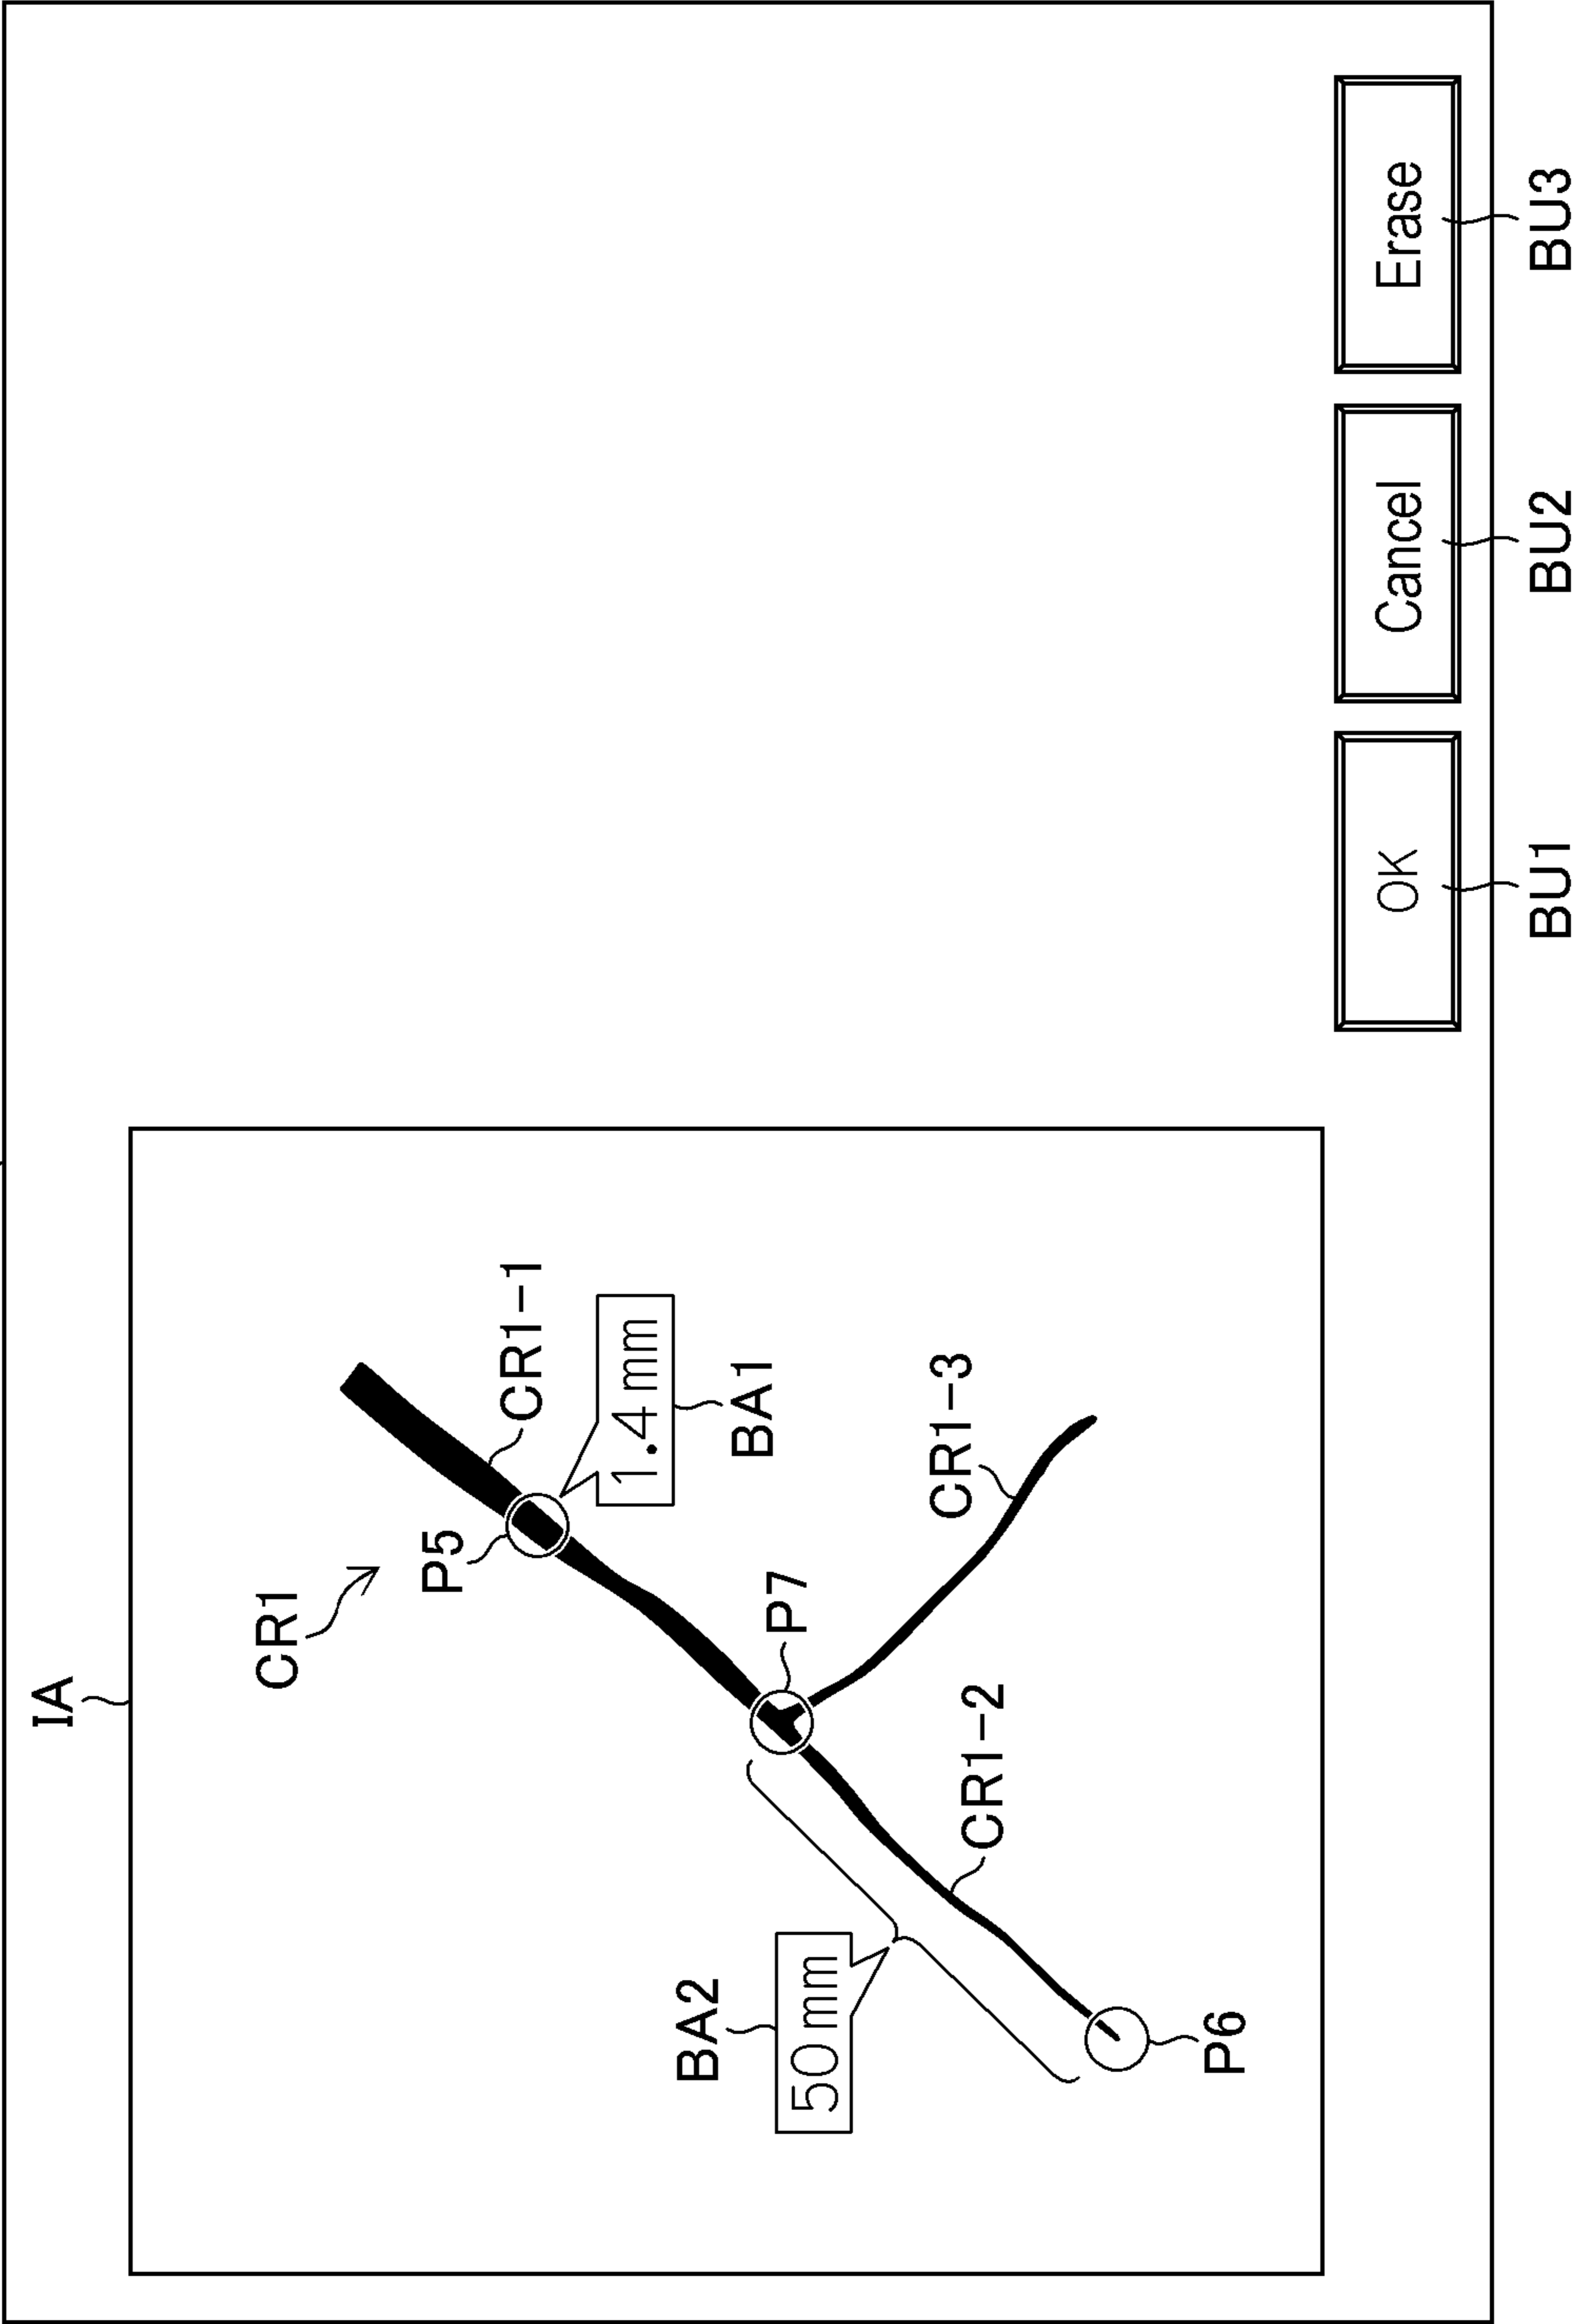 IA
CR1
P5
CR1-1
1.4 mm
BA1
P7
BA2
50 mm
CR1-3
CR1-2
P6
OK
Cancel
Erase
BU1
BU2
BU3